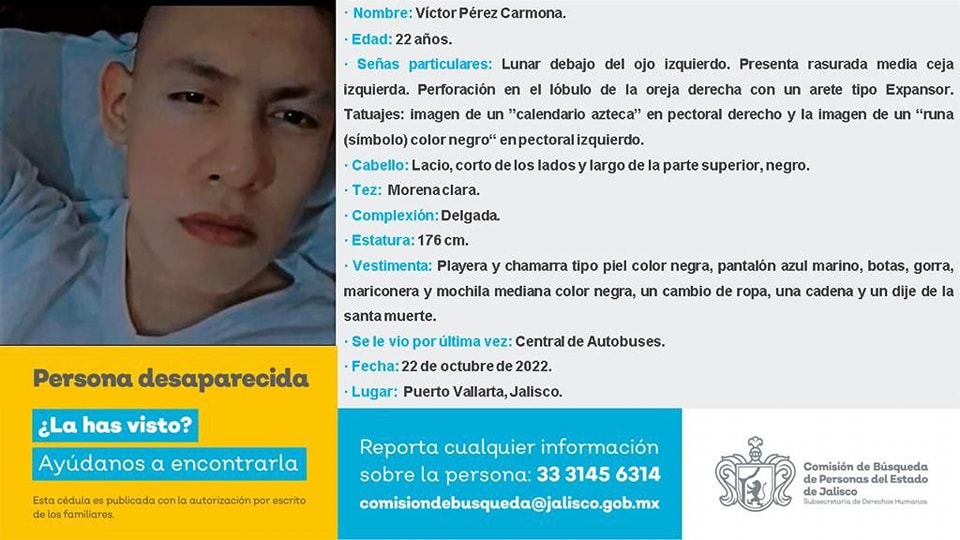 · Nombre: Víctor Pérez Carmona.
· Edad: 22 años.
· Señas particulares: Lunar debajo del ojo izquierdo. Presenta rasurada media ceja
izquierda. Perforación en el lóbulo de la oreja derecha con un arete tipo Expansor.
Tatuajes: imagen de un ”calendario azteca” en pectoral derecho y la imagen de un “runa
(símbolo) color negro“ en pectoral izquierdo.
· Cabello: Lacio, corto de los lados y largo de la parte superior, negro.
· Tez: Morena clara.
· Complexión: Delgada.
· Estatura: 176 cm.
· Vestimenta: Playera y chamarra tipo piel color negra, pantalón azul marino, botas, gorra,
mariconera y mochila mediana color negra, un cambio de ropa, una cadena y un dije de la
santa muerte.
· Se le vio por última vez: Central de Autobuses.
· Fecha: 22 de octubre de 2022.
· Lugar: Puerto Vallarta, Jalisco.
Persona desaparecida
¿La has visto?
Ayúdanos a encontrarla
Esta cédula es publicada con la autorización por escrito
de los familiares.
Reporta cualquier información
sobre la persona: 33 3145 6314
comisiondebusqueda@jalisco.gob.mx
Comisión de Búsqueda
de Personas del Estado
de Jalisco
Subsecretaría de Derechos Humanos